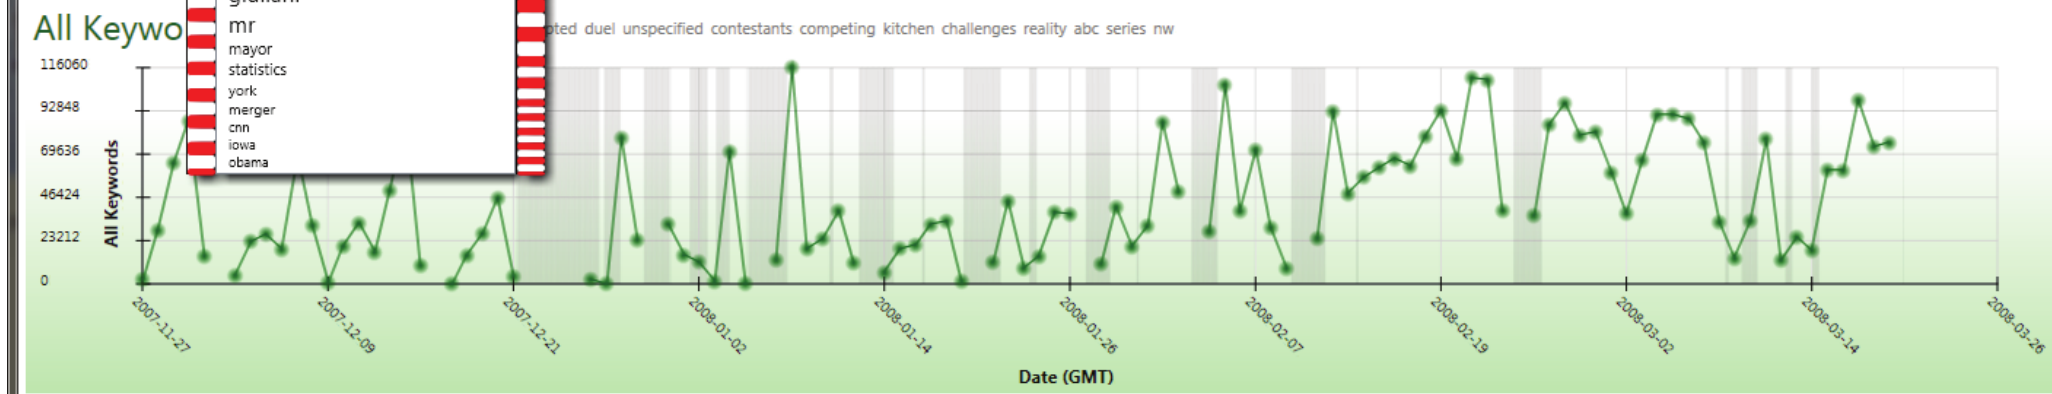 All Keywo
mr
mayor
statistics
york
merger
cnn
iowa
obama
duel unspecified contestants competing kitchen challenges reality abc series nw
116060
92848
69636
46424
23212
0
All Keywords
2007-11-27
2007-12-09
2007-12-21
2008-01-02
2008-01-14
2008-01-26
2008-02-07
2008-02-19
2008-03-02
2008-03-14
2008-03-26
Date (GMT)